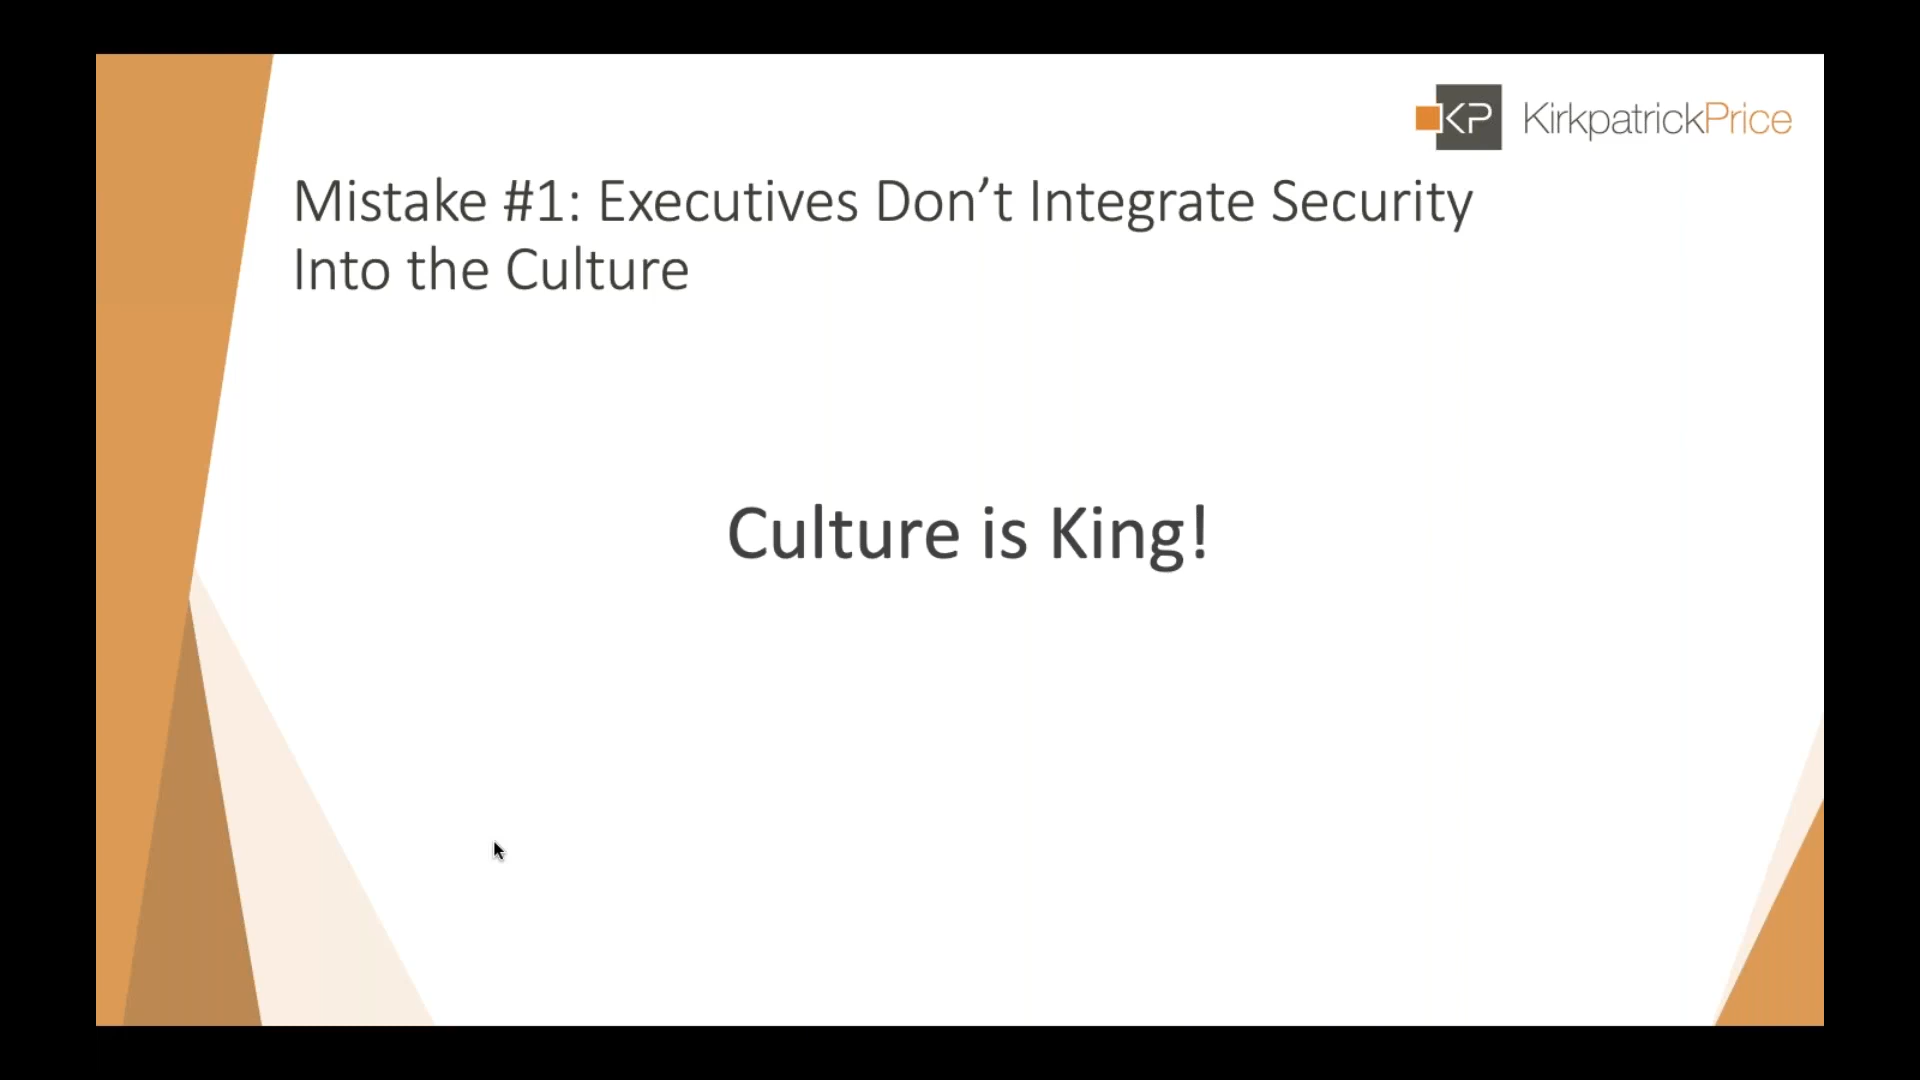 KP KirkpatrickPrice
Mistake #1: Executives Don’t Integrate Security
Into the Culture
Culture is King!